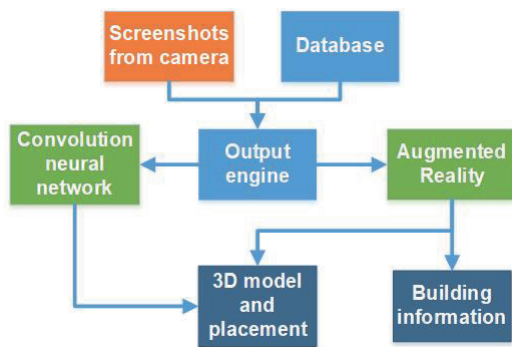 Screenshots
from camera
Database
Convolution
neural
network
Output
engine
Augmented
Reality
3D model
and
placement
Building
information